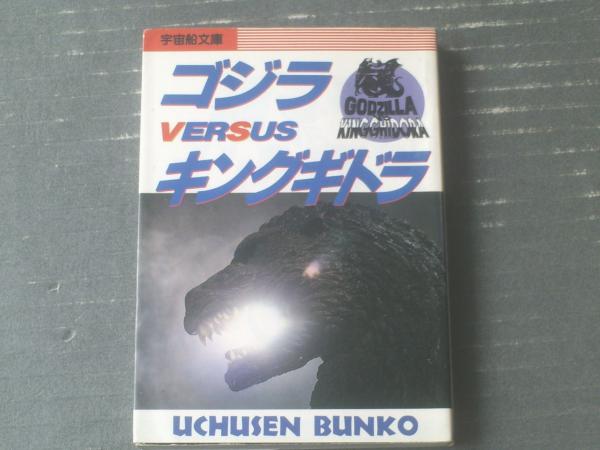 宇宙船文庫
ゴジラ
GODZILLA
VS
KINGGHIDORA
VERSUS
キングギドラ
UCHUSEN BUNKO